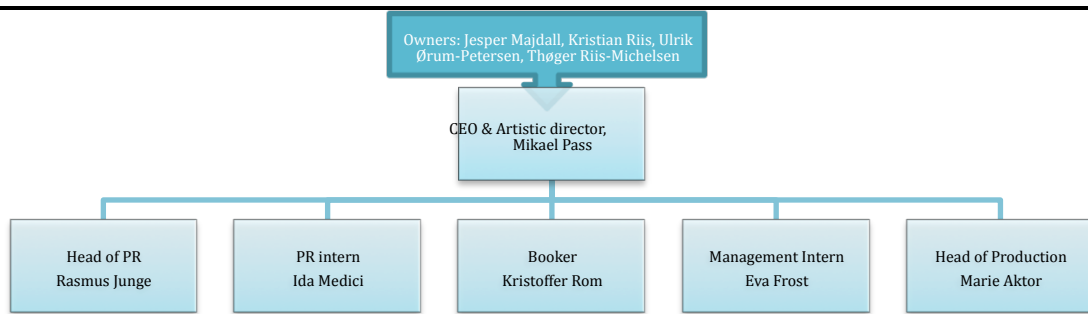 Owners: Jesper Majdall, Kristian Riis, Ulrik
Ørum-Petersen, Thøger Riis-Michelsen
CEO & Artistic director,
Mikael Pass
Head of PR
Rasmus Junge
PR intern
Ida Medici
Booker
Kristoffer Rom
Management Intern
Eva Frost
Head of Production
Marie Aktor